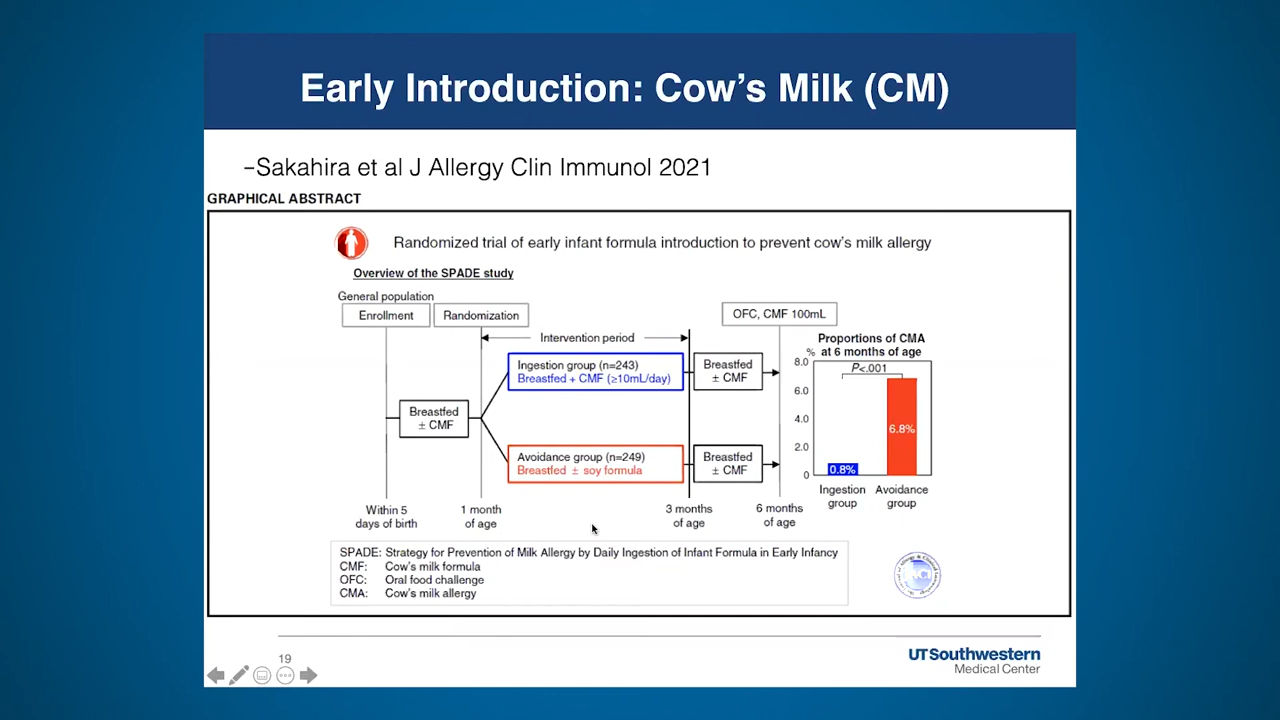 Early Introduction: Cow's Milk (CM)
–Sakahira et al J Allergy Clin Immunol 2021
GRAPHICAL ABSTRACT
Randomized trial of early infant formula introduction to prevent cow's milk allergy
Overview of the SPADE study
General population
Enrollment
Randomization
OFC, CMF 100mL
Intervention period
Ingestion group (n=243)
Breastfed + CMF (≥10mL/day)
Breastfed
± CMF
Breastfed
± CMF
Avoidance group (n=249)
Breastfed ± soy formula
Breastfed
± CMF
Within 5
days of birth
1 month
of age
3 months
of age
6 months
of age
Proportions of CMA
% at 6 months of age
8.0
6.0
4.0
2.0
0
P<.001
6.8%
0.8%
Ingestion
group
Avoidance
group
SPADE: Strategy for Prevention of Milk Allergy by Daily Ingestion of Infant Formula in Early Infancy
CMF: Cow's milk formula
OFC: Oral food challenge
CMA: Cow's milk allergy
19
UTSouthwestern
Medical Center